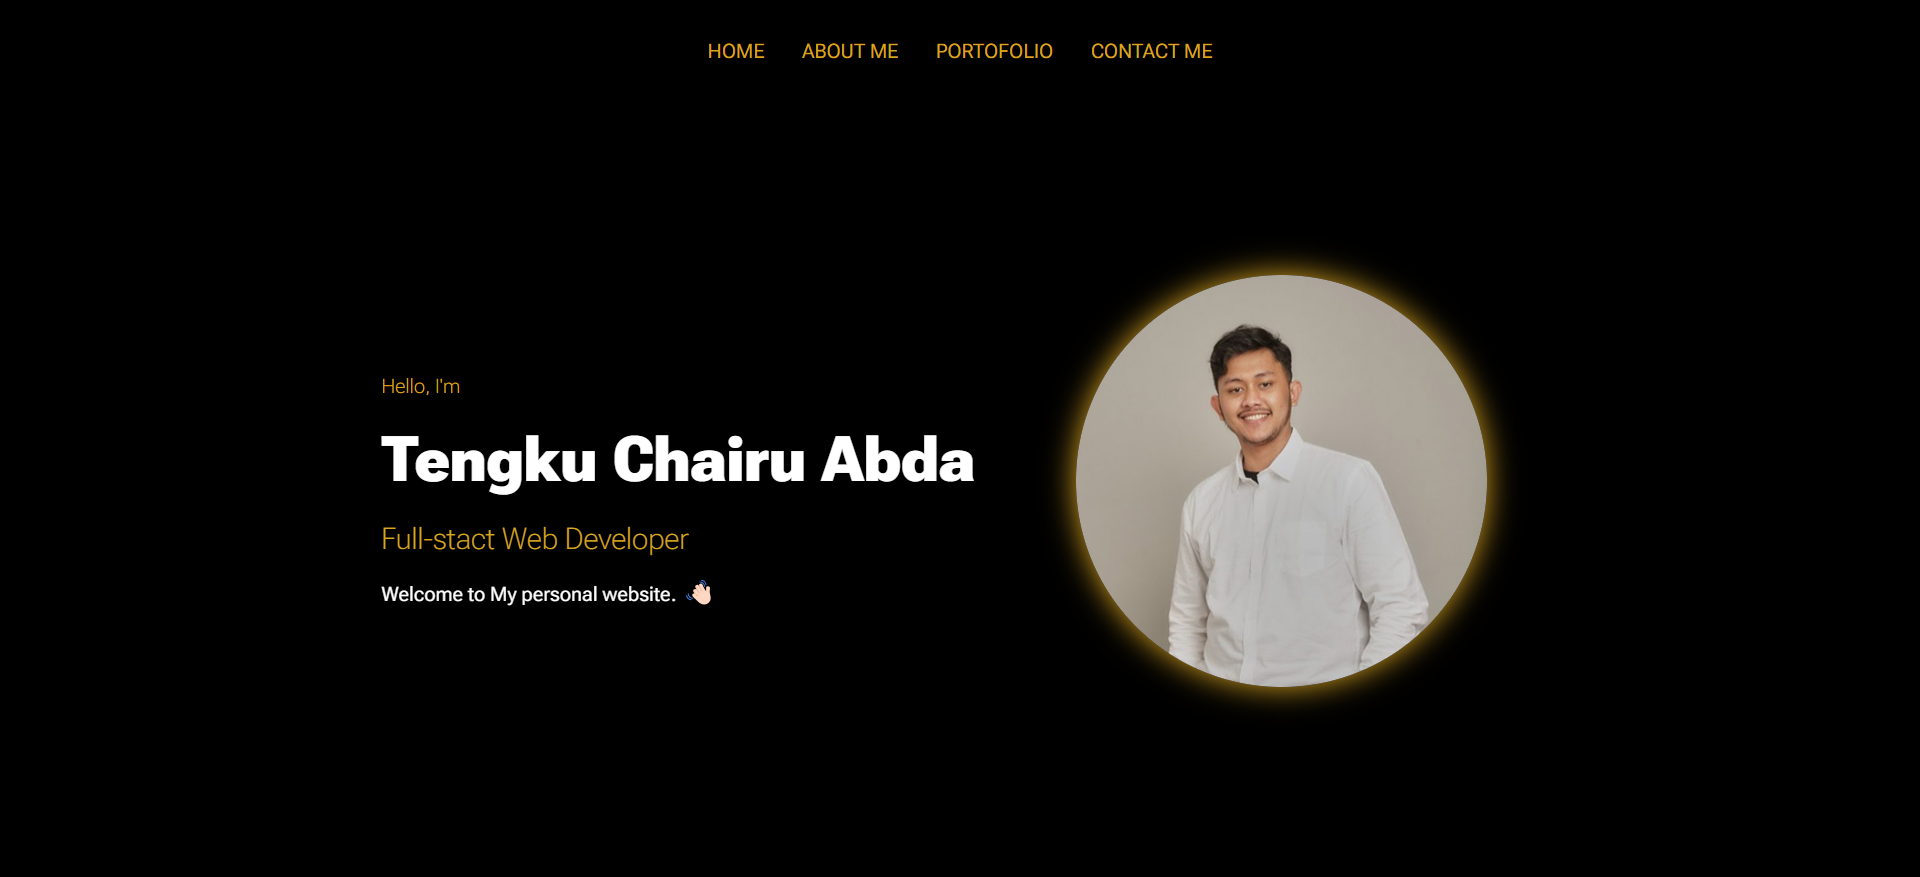 HOME ABOUT ME PORTOFOLIO CONTACT ME
Hello, I'm
Tengku Chairu Abda
Full-stact Web Developer
Welcome to My personal website. 👋🏻